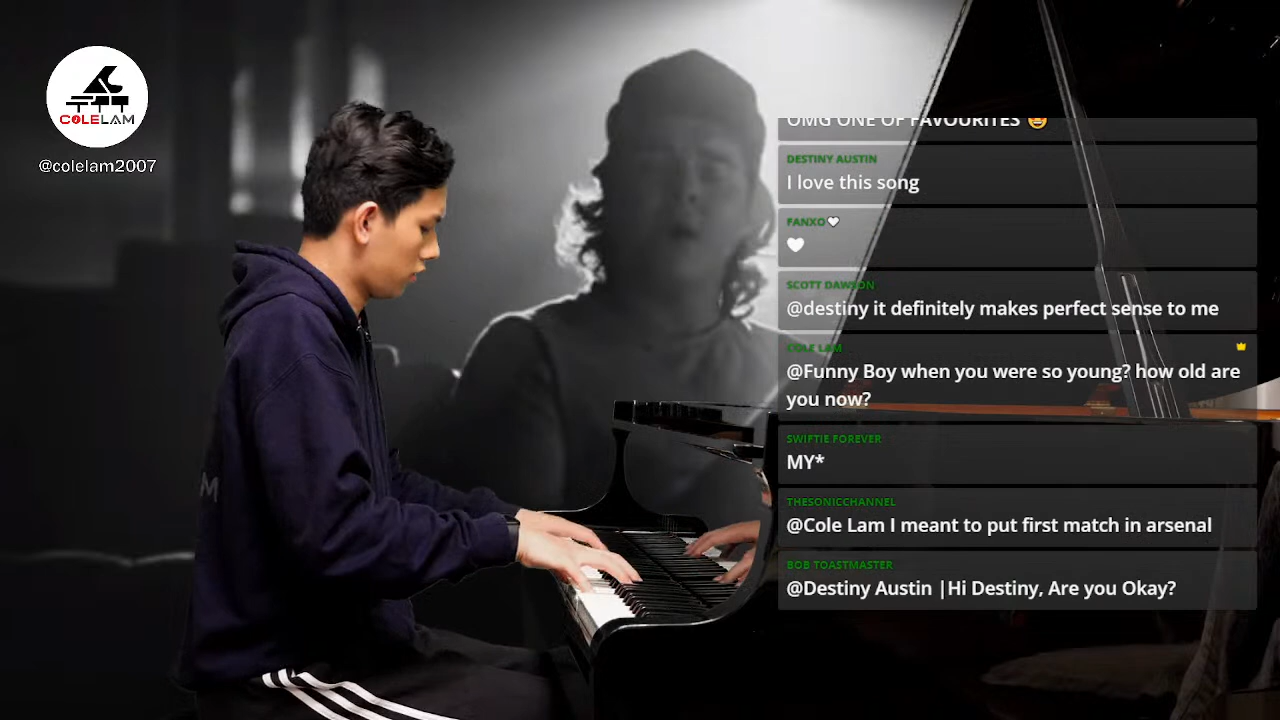 COLELAM
@colelam2007
OMG ONE OF FAVOURITES 🤩
DESTINY AUSTIN
I love this song
FANXO🤍
🤍
SCOTT DAWSON
@destiny it definitely makes perfect sense to me
COLE LAM
@Funny Boy when you were so young? how old are
you now?
SWIFTIE FOREVER
MY*
THESONICCHANNEL
@Cole Lam I meant to put first match in arsenal
BOB TOASTMASTER
@Destiny Austin |Hi Destiny, Are you Okay?
M